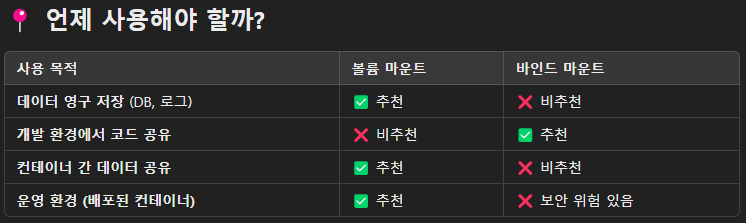 📍 언제 사용해야 할까?
사용 목적 볼륨 마운트 바인드 마운트
데이터 영구 저장 (DB, 로그) ✅ 추천 ❌ 비추천
개발 환경에서 코드 공유 ❌ 비추천 ✅ 추천
컨테이너 간 데이터 공유 ✅ 추천 ❌ 비추천
운영 환경 (배포된 컨테이너) ✅ 추천 ❌ 보안 위험 있음